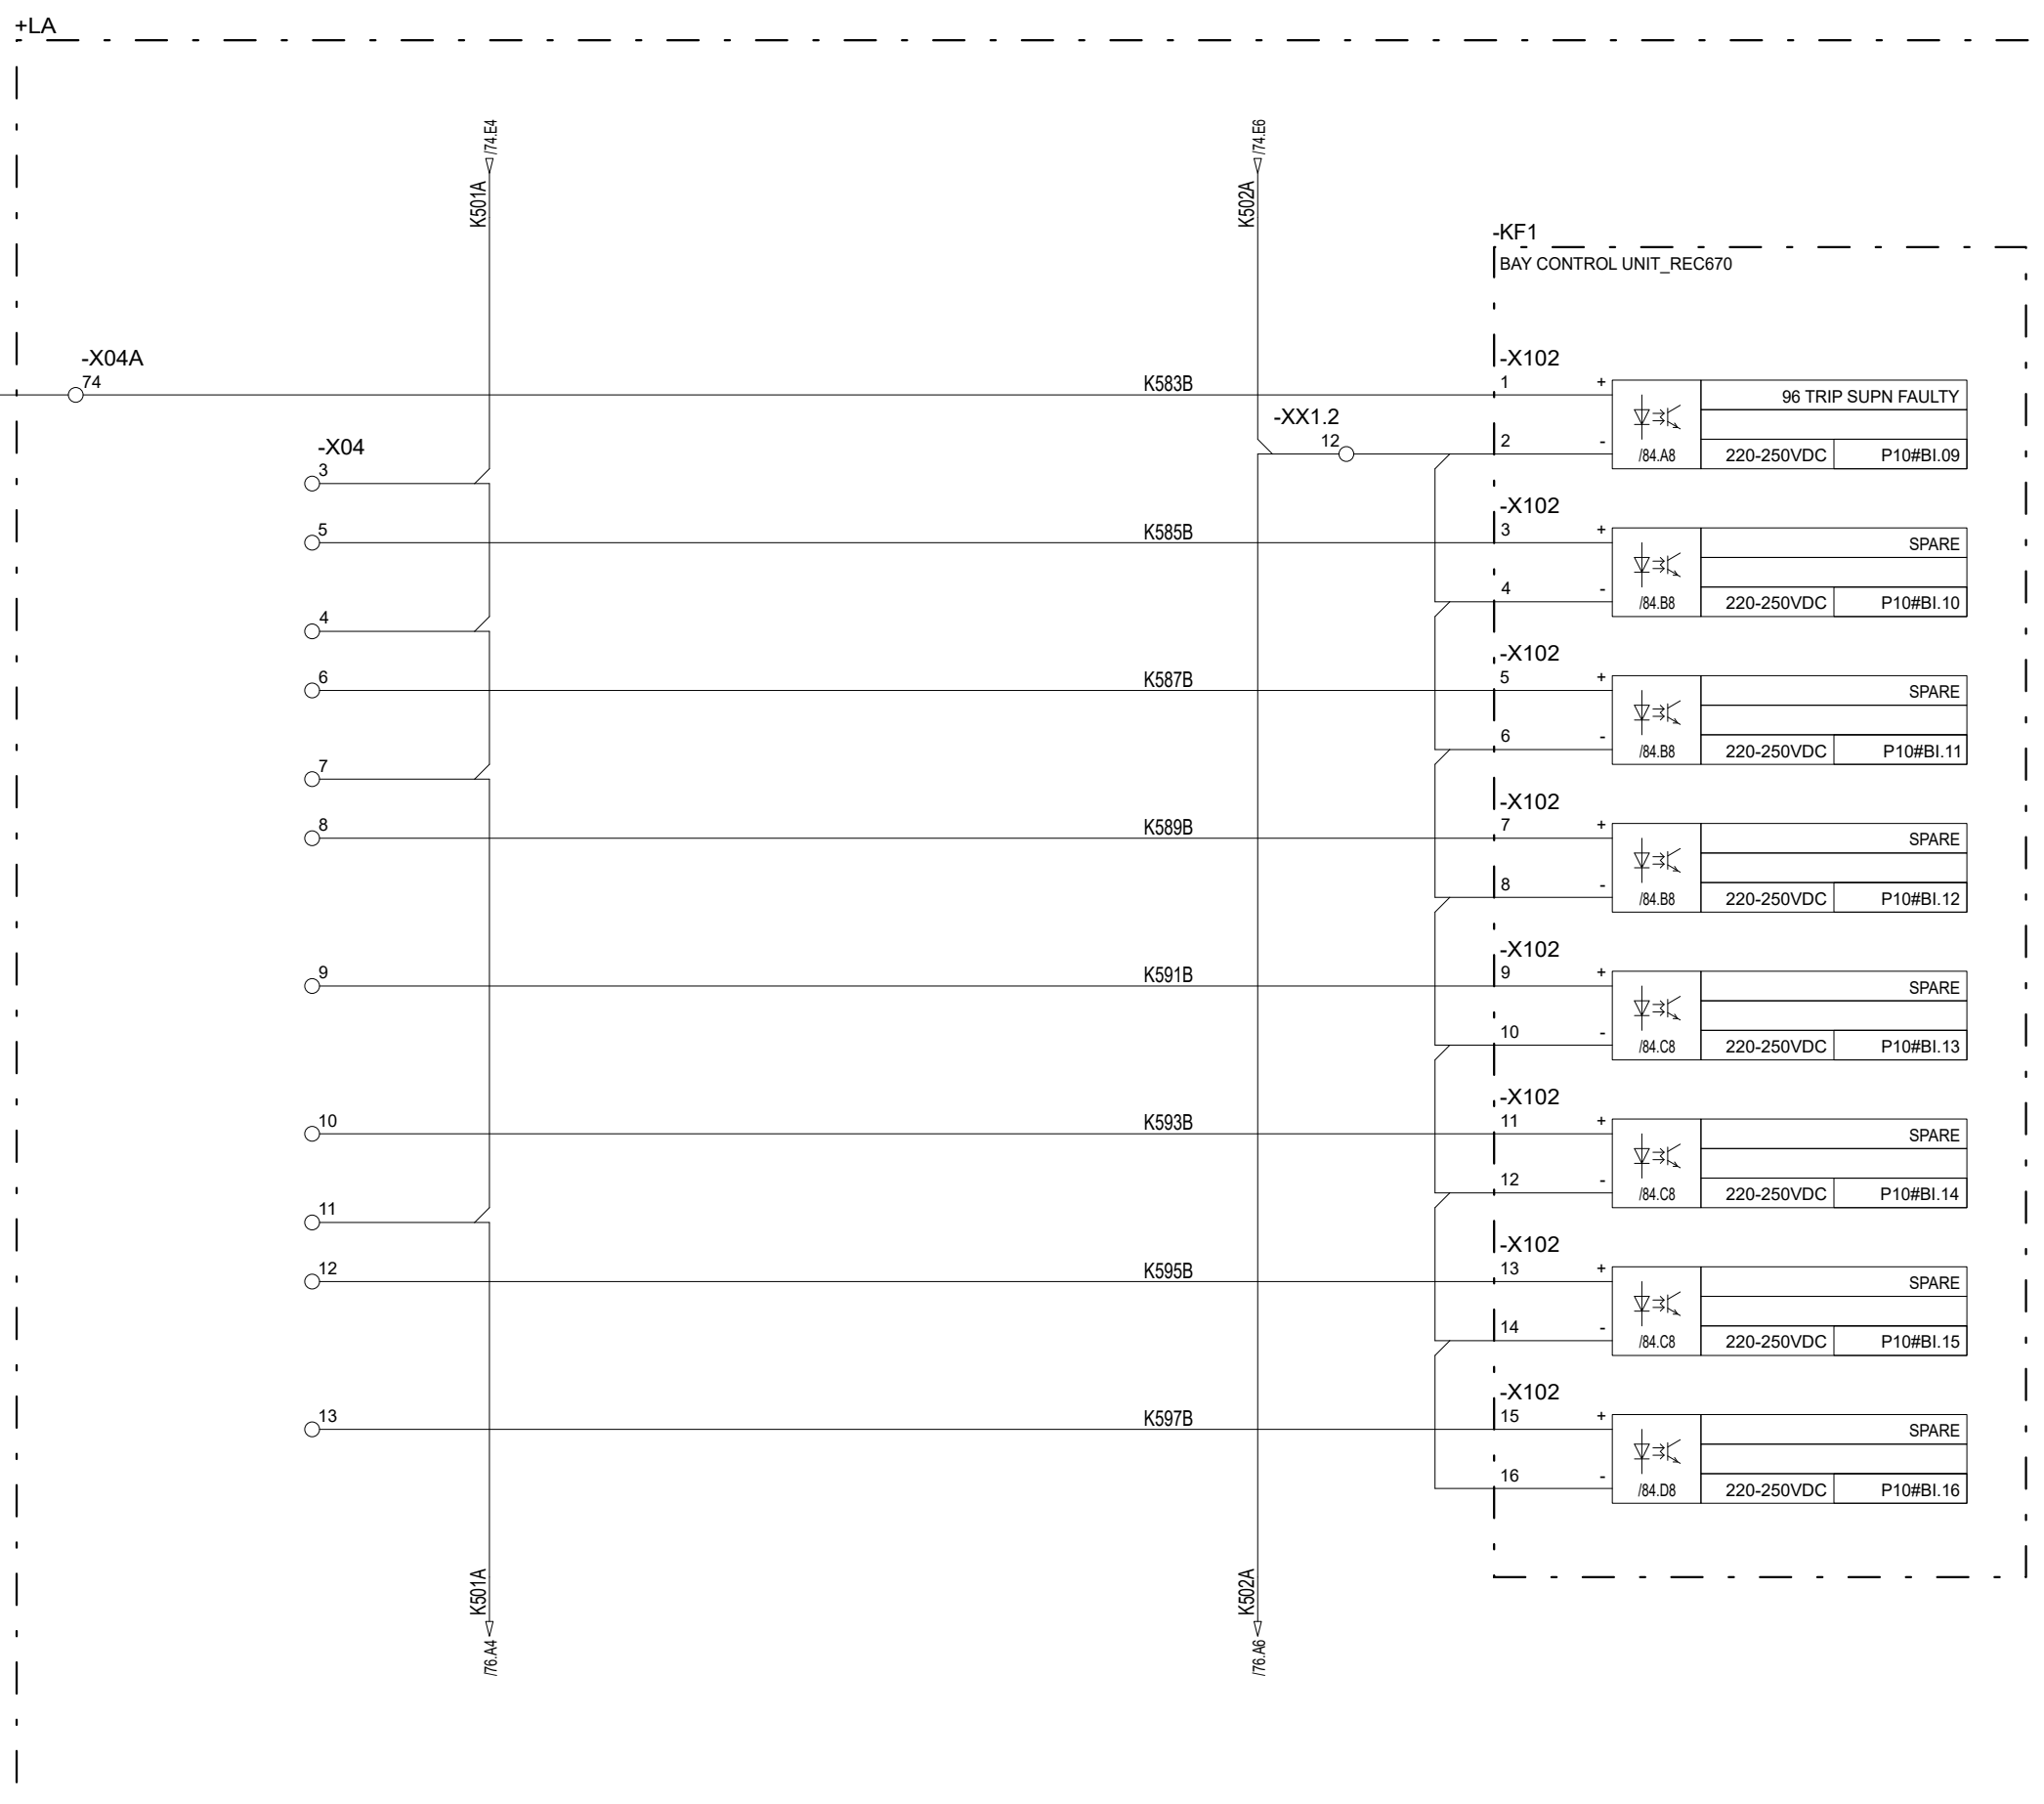 +LA
/74.E4
K501A
/74.E6
K502A
-KF1
BAY CONTROL UNIT_REC670
-X04A
74
K583B
-X102
1
+
96 TRIP SUPN FAULTY
-XX1.2
12
2
-
/84.A8
220-250VDC
P10#BI.09
-X04
3
5
K585B
-X102
3
+
SPARE
4
4
-
/84.B8
220-250VDC
P10#BI.10
6
K587B
-X102
5
+
SPARE
7
6
-
/84.B8
220-250VDC
P10#BI.11
8
K589B
-X102
7
+
SPARE
8
-
/84.B8
220-250VDC
P10#BI.12
9
K591B
-X102
9
+
SPARE
10
-
/84.C8
220-250VDC
P10#BI.13
10
K593B
-X102
11
+
SPARE
11
12
-
/84.C8
220-250VDC
P10#BI.14
12
K595B
-X102
13
+
SPARE
14
-
/84.C8
220-250VDC
P10#BI.15
13
K597B
-X102
15
+
SPARE
16
-
/84.D8
220-250VDC
P10#BI.16
K501A
/76.A4
K502A
/76.A6